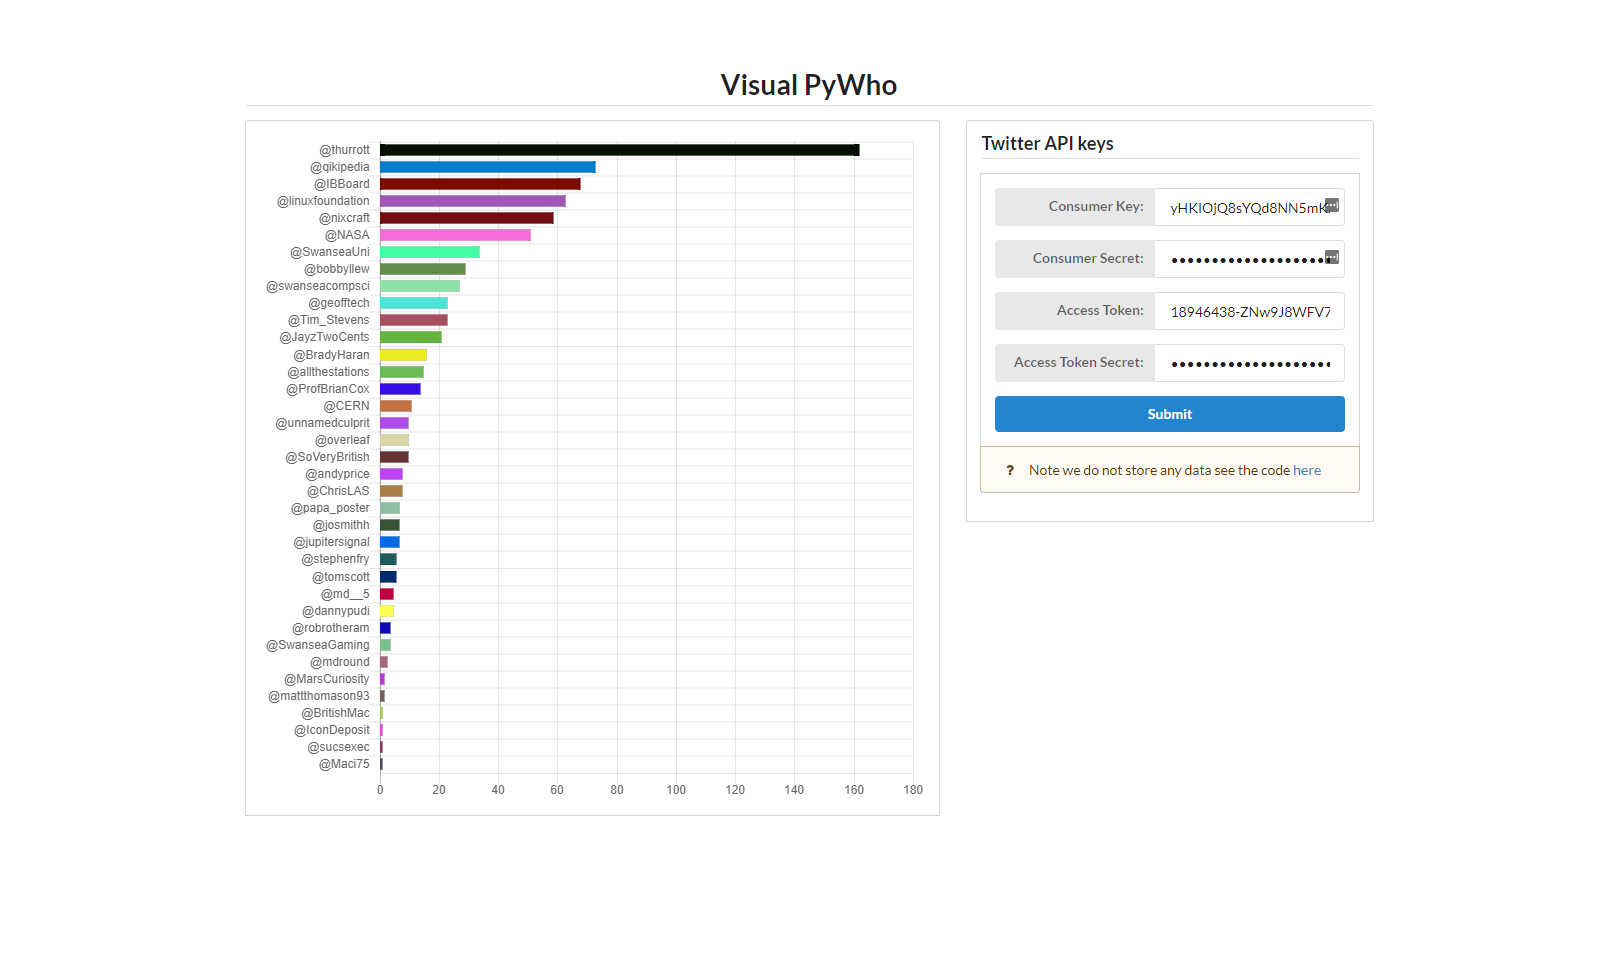 Visual PyWho
@thurrott
@qikipedia
@IBBoard
@linuxfoundation
@nixcraft
@NASA
@SwanseaUni
@bobbyllew
@swanseacompsci
@geofftech
@Tim_Stevens
@JayzTwoCents
@BradyHaran
@allthestations
@ProfBrianCox
@CERN
@unnamedculprit
@overleaf
@SoVeryBritish
@andyprice
@ChrisLAS
@papa_poster
@josmithh
@jupitersignal
@stephenfry
@tomscott
@md__5
@dannypudi
@robrotheram
@SwanseaGaming
@mdround
@MarsCuriosity
@mattthomason93
@BritishMac
@IconDeposit
@sucsexec
@Maci75
0 20 40 60 80 100 120 140 160 180
Twitter API keys
Consumer Key:
Consumer Secret: ••••••••••••••••••••
Access Token: 18946438-ZNw9J8WFV7
Access Token Secret: ••••••••••••••••••••
Submit
? Note we do not store any data see the code here